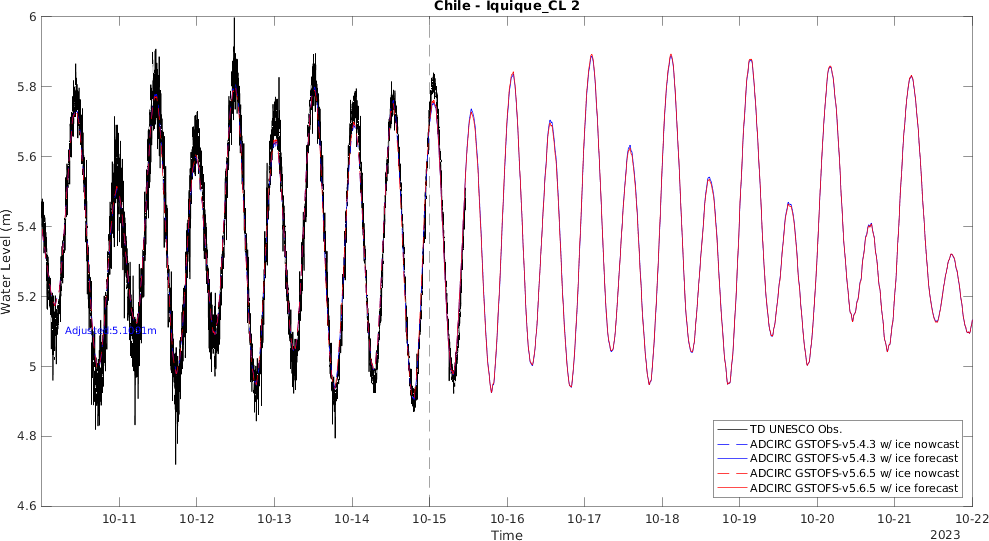 Chile - Iquique_CL 2
Water Level (m)
6
5.8
5.6
5.4
5.2
5
4.8
4.6
TD UNESCO Obs.
ADCIRC GSTOFS-v5.4.3 w/ ice nowcast
ADCIRC GSTOFS-v5.4.3 w/ ice forecast
ADCIRC GSTOFS-v5.6.5 w/ ice nowcast
ADCIRC GSTOFS-v5.6.5 w/ ice forecast
10-11 10-12 10-13 10-14 10-15 10-16 10-17 10-18 10-19 10-20 10-21 10-22
Time
2023